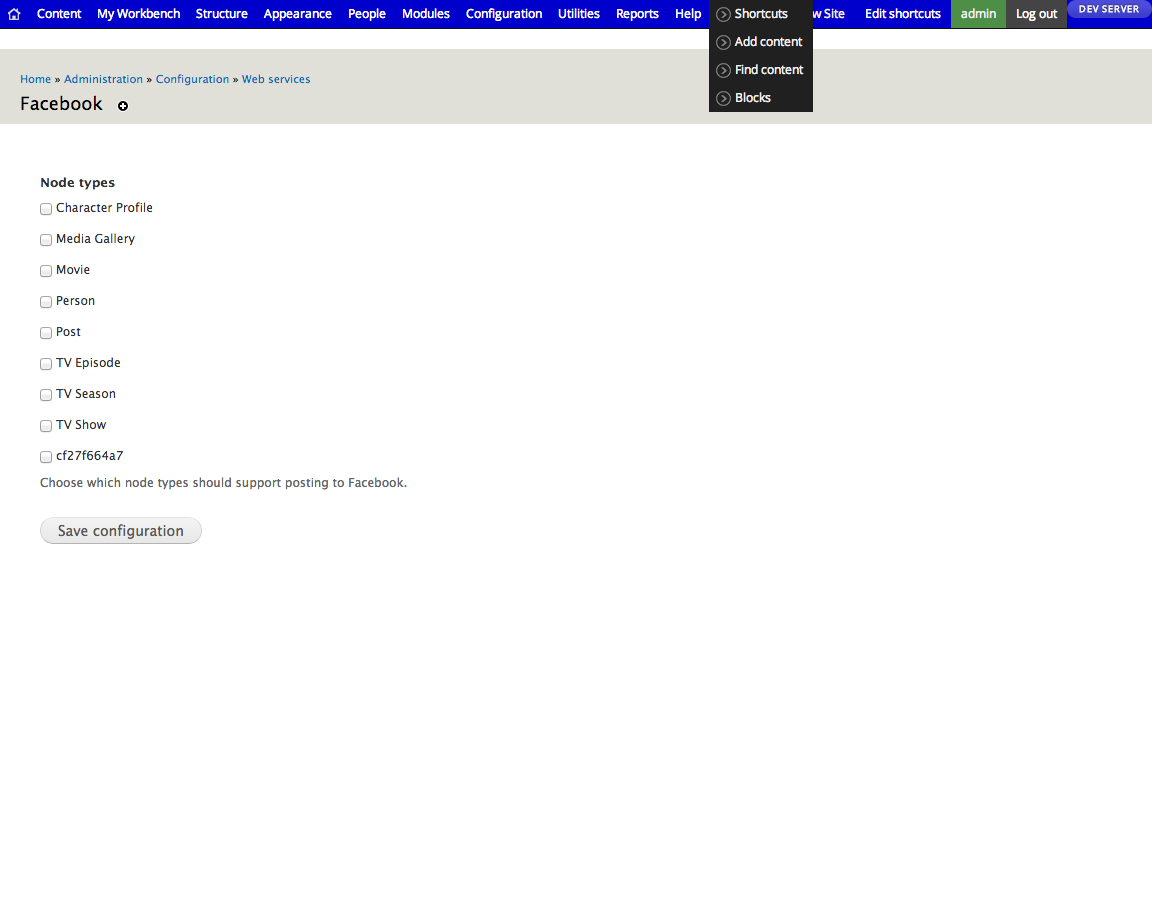 Content My Workbench Structure Appearance People Modules Configuration Utilities Reports Help Shortcuts w Site Edit shortcuts admin Log out DEV SERVER
Add content
Find content
Blocks
Home » Administration » Configuration » Web services
Facebook
Node types
Character Profile
Media Gallery
Movie
Person
Post
TV Episode
TV Season
TV Show
cf27f664a7
Choose which node types should support posting to Facebook.
Save configuration